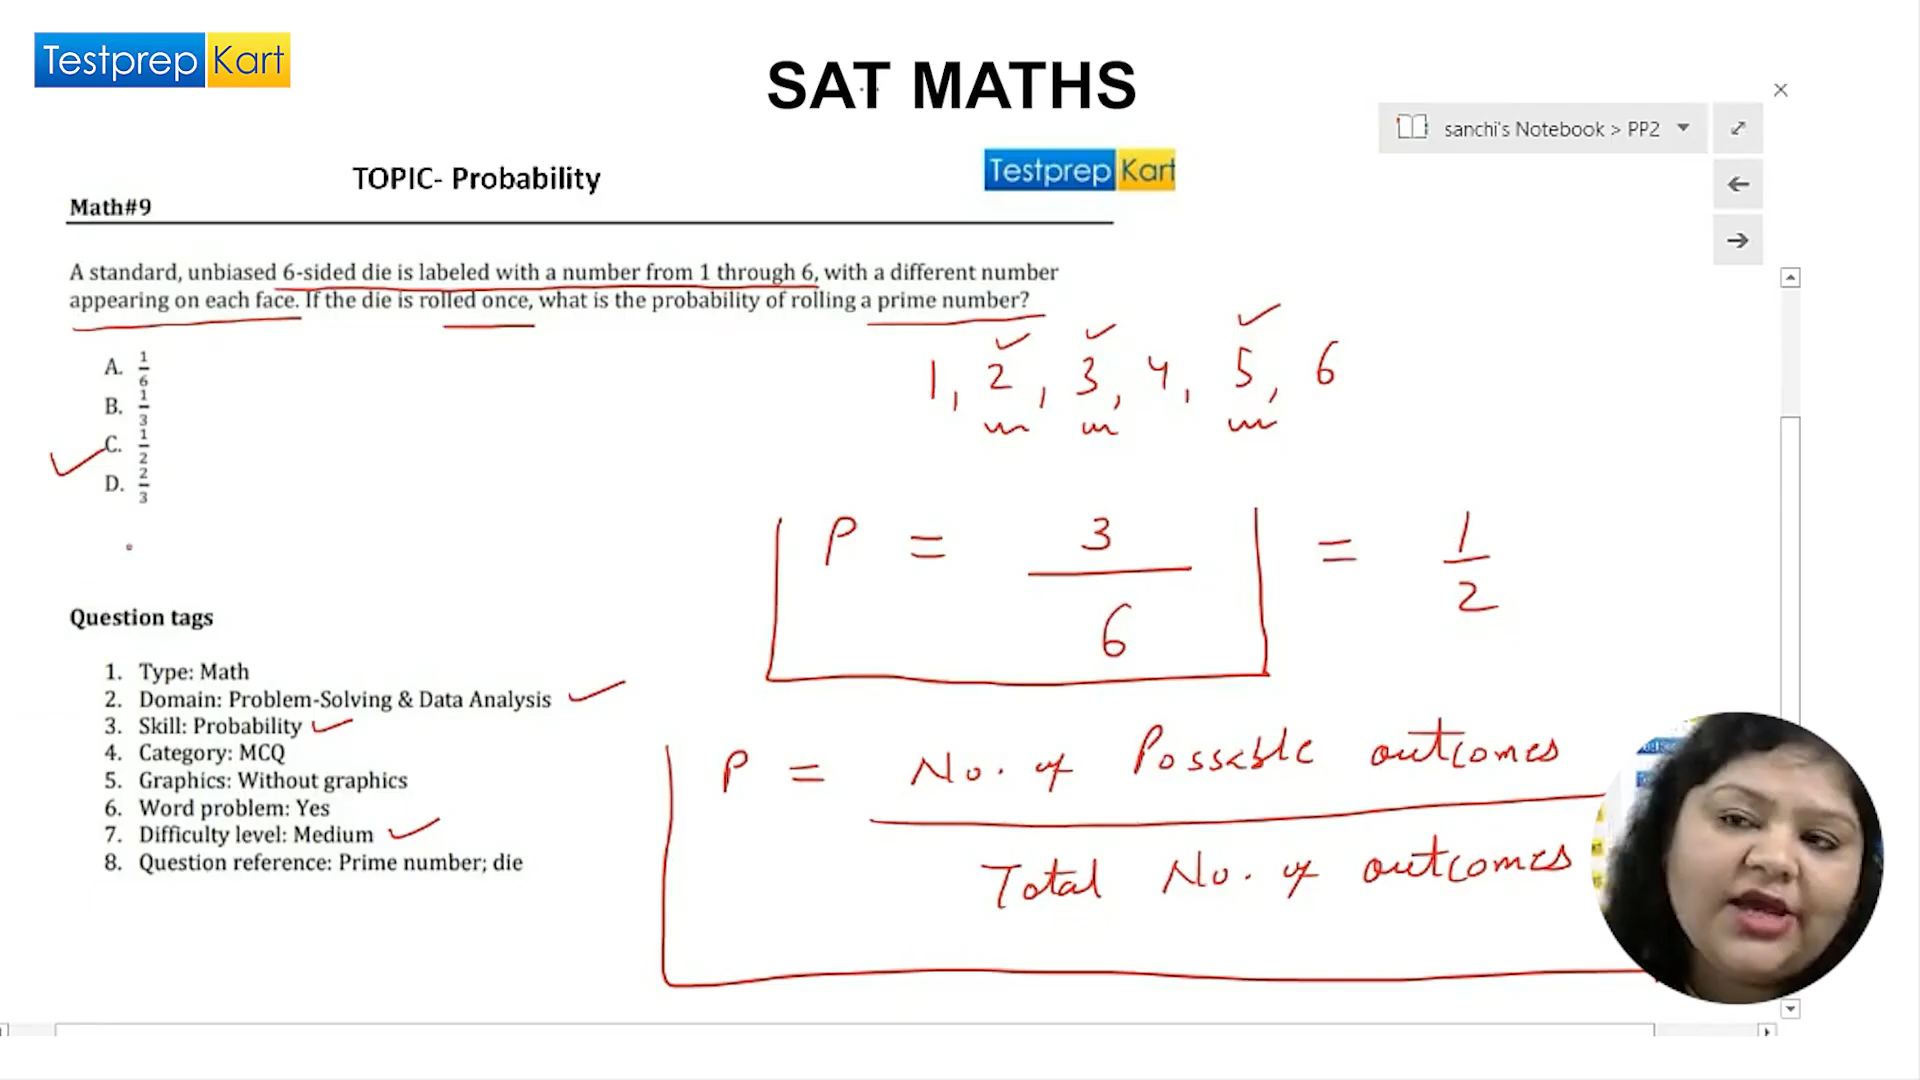 Testprep Kart
SAT MATHS
sanchi's Notebook > PP2
TOPIC- Probability
Testprep Kart
Math#9
A standard, unbiased 6-sided die is labeled with a number from 1 through 6, with a different number
appearing on each face. If the die is rolled once, what is the probability of rolling a prime number?
A. 1/6
B. 1/3
C. 1/2
D. 2/3
1, 2, 3, 4, 5, 6
P = 3/6 = 1/2
Question tags
1. Type: Math
2. Domain: Problem-Solving & Data Analysis
3. Skill: Probability
4. Category: MCQ
5. Graphics: Without graphics
6. Word problem: Yes
7. Difficulty level: Medium
8. Question reference: Prime number; die
P = No. of Possible outcomes
Total No. of outcomes